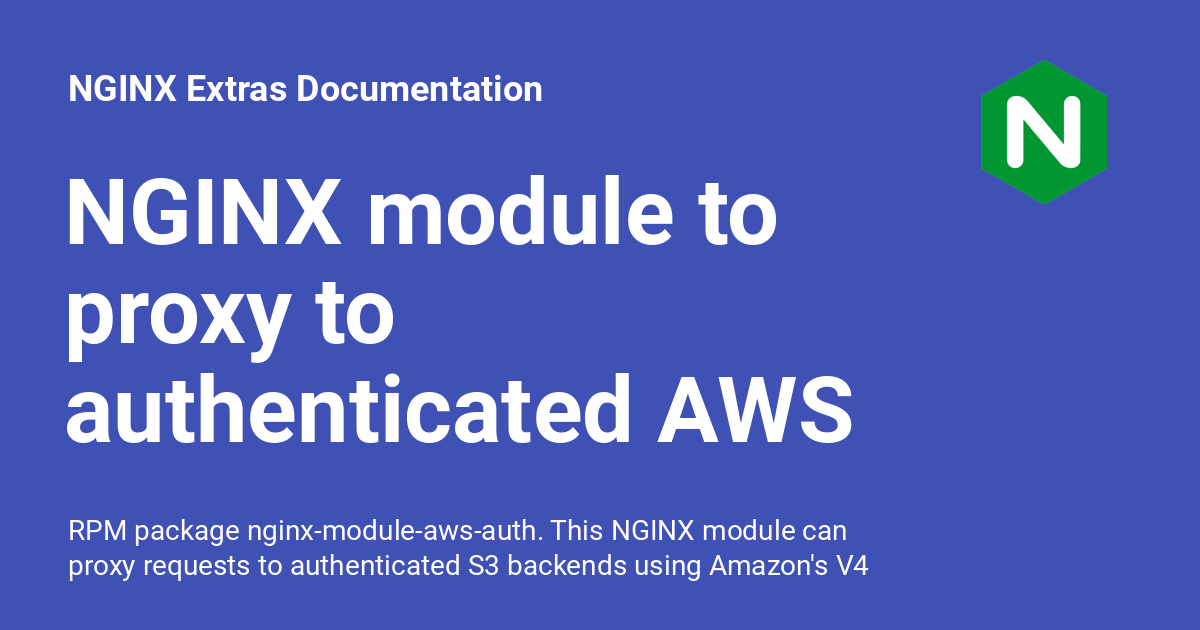 NGINX Extras Documentation
N
NGINX module to
proxy to
authenticated AWS
RPM package nginx-module-aws-auth. This NGINX module can
proxy requests to authenticated S3 backends using Amazon's V4